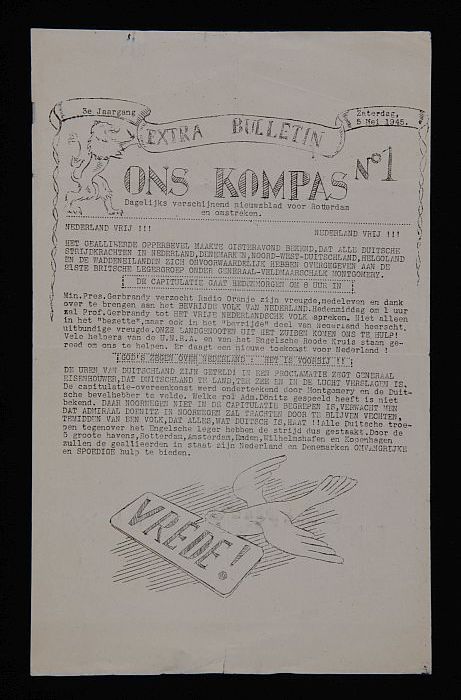 3e Jaargang
Zaterdag,
5 Mei 1945.
EXTRA BULLETIN
ONS KOMPAS No 1
Dagelijks verschijnend nieuwsblad voor Rotterdam
en omstreken.
NEDERLAND VRIJ !!! NEDERLAND VRIJ !!!
HET GEALLIEERDE OPPERBEVEL MAAKTE GISTERAVOND BEKEND, DAT ALLE DUITSCHE
STRIJDKRACHTEN IN NEDERLAND, DENEMARKEN, NOORD-WEST-DUITSCHLAND, HELGOLAND
EN DE WADDENEILANDEN ZICH ONVOORWAARDELIJK HEBBEN OVERGEGEVEN AAN DE
21STE BRITSCHE LEGERGROEP ONDER GENERAAL-VELDMAARSCHALK MONTGOMERY.
DE CAPITULATIE GAAT HEDENMORGEN OM 8 UUR IN
Min.Pres.Gerbrandy verzocht Radio Oranje zijn vreugde, medeleven en dank
over te brengen aan het BEVRIJDE VOLK VAN NEDERLAND. Hedenmiddag om 1 uur
zal Prof.Gerbrandy tot HET VRIJE NEDERLANDSCHE VOLK spreken. Niet alleen
in het "bezette", maar ook in het "bevrijde" deel van Nederland heerscht
uitbundige vreugde. ONZE LANDGENOOTEN UIT HET ZUIDEN KOMEN ONS TE HULP!
Vele helpers van de U.N.R.A. en van het Engelsche Roode Kruis staan ge-
reed om ons te helpen. Er daagt een nieuwe toekomst voor Nederland !
GOD'S ZEGEN OVER NEDERLAND ! HET IS VOORBIJ !!
DE UREN VAN DUITSCHLAND ZIJN GETELD! IN EEN PROCLAMATIE ZEGT GENERAAL
EISENHOUWER, DAT DUITSCHLAND TE LAND, TER ZEE EN IN DE LUCHT VERSLAGEN IS.
De capitulatie-overeenkomst werd onderteekend door Montgomery en de Duit-
sche bevelhebber te velde. Welke rol Adm.Dönitz gespeeld heeft is niet
bekend. DAAR NOORWEGEN NIET IN DE CAPITULATIE BEGREPEN IS, VERWACHT MEN
DAT ADMIRAAL DOENITZ IN NOORWEGEN ZAL TRACHTEN DOOR TE BLIJVEN VECHTEN,
TEMIDDEN VAN EEN VOLK, DAT ALLES, WAT DUITSCH IS, HAAT !! Alle Duitsche troe-
pen tegenover het Engelsche leger hebben de strijd dus gestaakt. Door de
5 groote havens, Rotterdam, Amsterdam, Emden, Wilhelmshafen en Kopenhagen
zullen de geallieerden in staat zijn Nederland en Denemarken OMVANGRIJKE
en SPOEDIGE hulp te bieden.
VREDE!